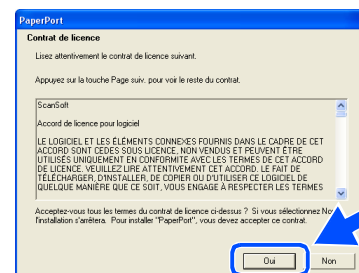 PaperPort
Contrat de licence
Lisez attentivement le contrat de licence suivant.
Appuyez sur la touche Page suiv. pour voir le reste du contrat.
ScanSoft
Accord de licence pour logiciel
LE LOGICIEL ET LES ÉLÉMENTS CONNEXES FOURNIS DANS LE CADRE DE CET
ACCORD SONT CEDES SOUS LICENCE, NON VENDUS ET PEUVENT ÊTRE
UTILISÉS UNIQUEMENT EN CONFORMITE AVEC LES TERMES DE CET ACCORD
DE LICENCE. VEUILLEZ LIRE ATTENTIVEMENT CET ACCORD. LE FAIT DE
TÉLÉCHARGER, D'INSTALLER, DE COPIER OU D'UTILISER CE LOGICIEL DE
QUELQUE MANIÈRE QUE CE SOIT, VOUS ENGAGE À RESPECTER LES TERMES
Acceptez-vous tous les termes du contrat de licence ci-dessus ? Si vous sélectionnez
l'installation s'arrêtera. Pour installer "PaperPort", vous devez accepter ce contrat.
Oui
Non